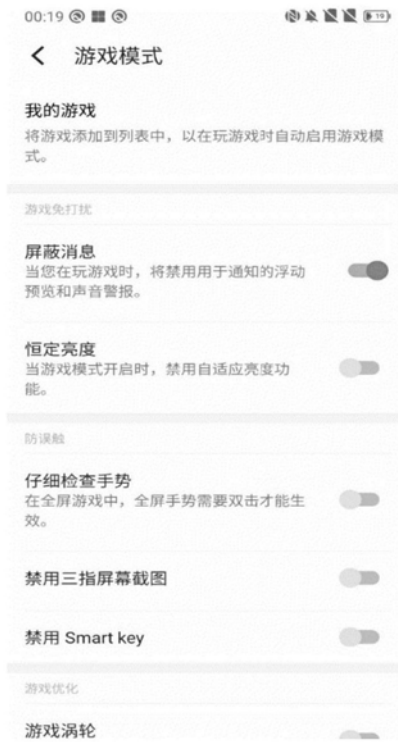 00:19
19
游戏模式
我的游戏
将游戏添加到列表中，以在玩游戏时自动启用游戏模
式。
游戏免打扰
屏蔽消息
当您在玩游戏时，将禁用用于通知的浮动
预览和声音警报。
恒定亮度
当游戏模式开启时，禁用自适应亮度功
能。
防误触
仔细检查手势
在全屏游戏中，全屏手势需要双击才能生
效。
禁用三指屏幕截图
禁用 Smart key
游戏优化
游戏涡轮